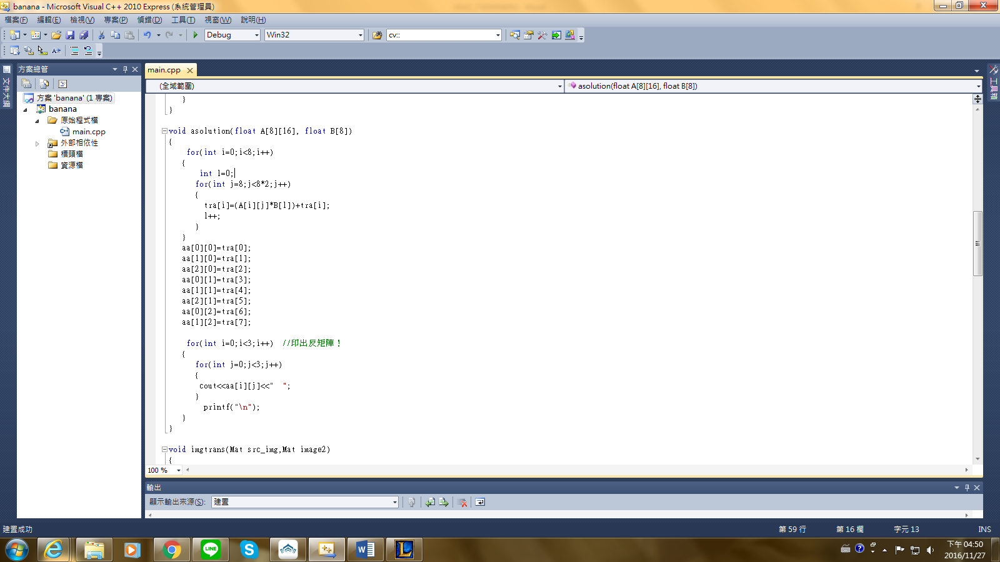 banana - Microsoft Visual C++ 2010 Express (系統管理員)
檔案(F) 編輯(E) 檢視(V) 專案(P) 偵錯(D) 工具(T) 視窗(W) 說明(H)
Debug Win32 cv::
方案總管
main.cpp
文件大綱
工具箱
(全域範圍) asolution(float A[8][16], float B[8])
方案 'banana' (1 專案)
banana
原始程式檔
main.cpp
外部相依性
標頭檔
資源檔
}
}
void asolution(float A[8][16], float B[8])
{
for(int i=0;i<8;i++)
{
int l=0;
for(int j=8;j<8*2;j++)
{
tra[i]=(A[i][j]*B[l])+tra[i];
l++;
}
}
aa[0][0]=tra[0];
aa[1][0]=tra[1];
aa[2][0]=tra[2];
aa[0][1]=tra[3];
aa[1][1]=tra[4];
aa[2][1]=tra[5];
aa[0][2]=tra[6];
aa[1][2]=tra[7];
for(int i=0;i<3;i++) //印出反矩陣！
{
for(int j=0;j<3;j++)
{
cout<<aa[i][j]<<" ";
}
printf("\n");
}
}
void imgtrans(Mat src_img,Mat image2)
{
100 %
輸出
顯示輸出來源(S): 建置
建置成功 第 59 行 第 16 欄 字元 13 INS
LINE
下午 04:50
2016/11/27